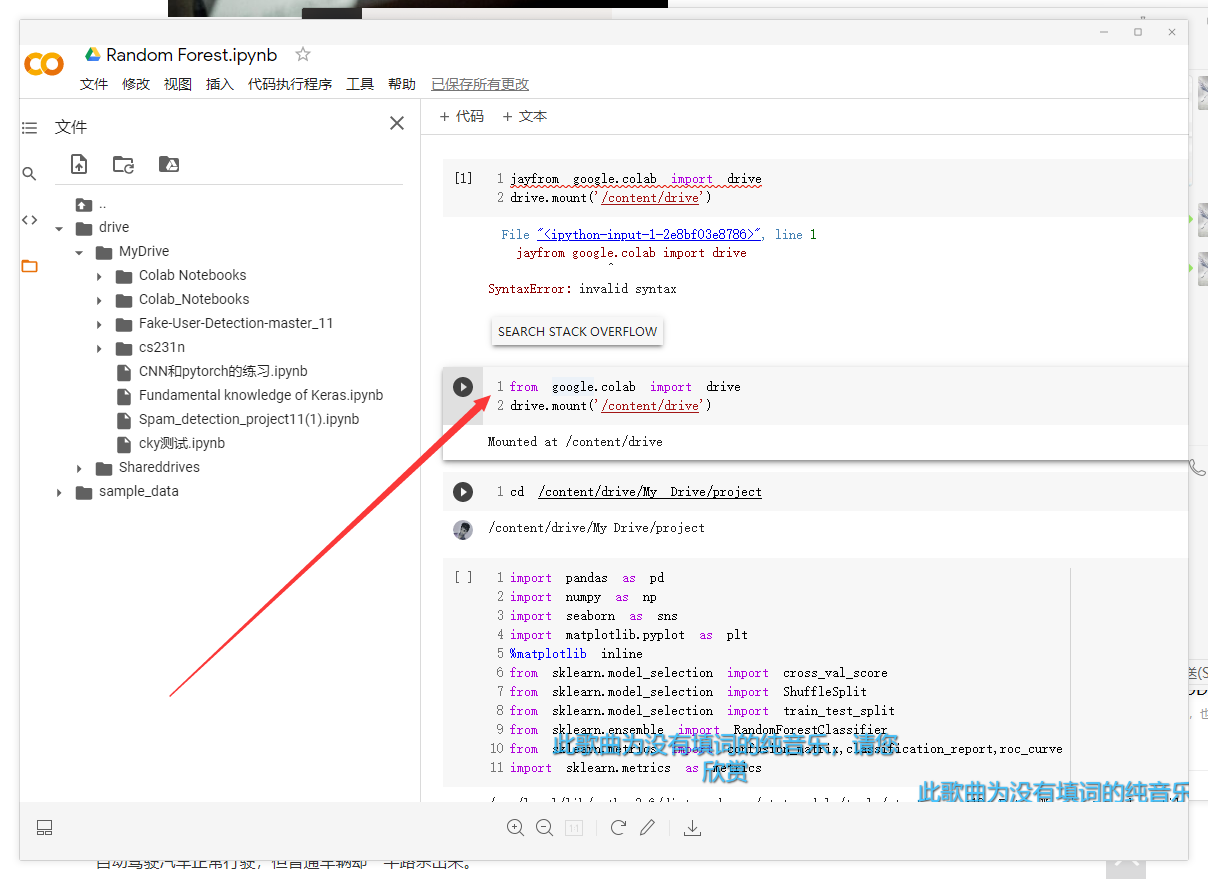 Random Forest.ipynb
文件 修改 视图 插入 代码执行程序 工具 帮助 已保存所有更改
文件
+ 代码 + 文本
..
drive
MyDrive
Colab Notebooks
Colab_Notebooks
Fake-User-Detection-master_11
cs231n
CNN和pytorch的练习.ipynb
Fundamental knowledge of Keras.ipynb
Spam_detection_project11(1).ipynb
cky测试.ipynb
Shareddrives
sample_data
[1] 1 jayfrom google.colab import drive
2 drive.mount('/content/drive')
File "<ipython-input-1-2e8bf03e8786>", line 1
jayfrom google.colab import drive
^
SyntaxError: invalid syntax
SEARCH STACK OVERFLOW
1 from google.colab import drive
2 drive.mount('/content/drive')
Mounted at /content/drive
1 cd /content/drive/My Drive/project
/content/drive/My Drive/project
[ ] 1 import pandas as pd
2 import numpy as np
3 import seaborn as sns
4 import matplotlib.pyplot as plt
5 %matplotlib inline
6 from sklearn.model_selection import cross_val_score
7 from sklearn.model_selection import ShuffleSplit
8 from sklearn.model_selection import train_test_split
9 from sklearn.ensemble import RandomForestClassifier
10 from sklearn.metrics import confusion_matrix,classification_report,roc_curve
11 import sklearn.metrics as metrics
此歌曲为没有填词的纯音乐，请您
欣赏
此歌曲为没有填词的纯音乐
送(S
1:1